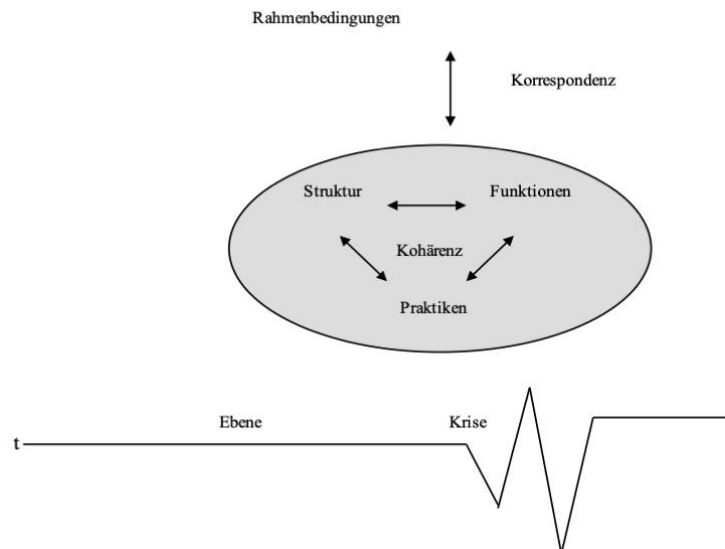 Rahmenbedingungen
Korrespondenz
Struktur
Funktionen
Kohärenz
Praktiken
Ebene
Krise
t